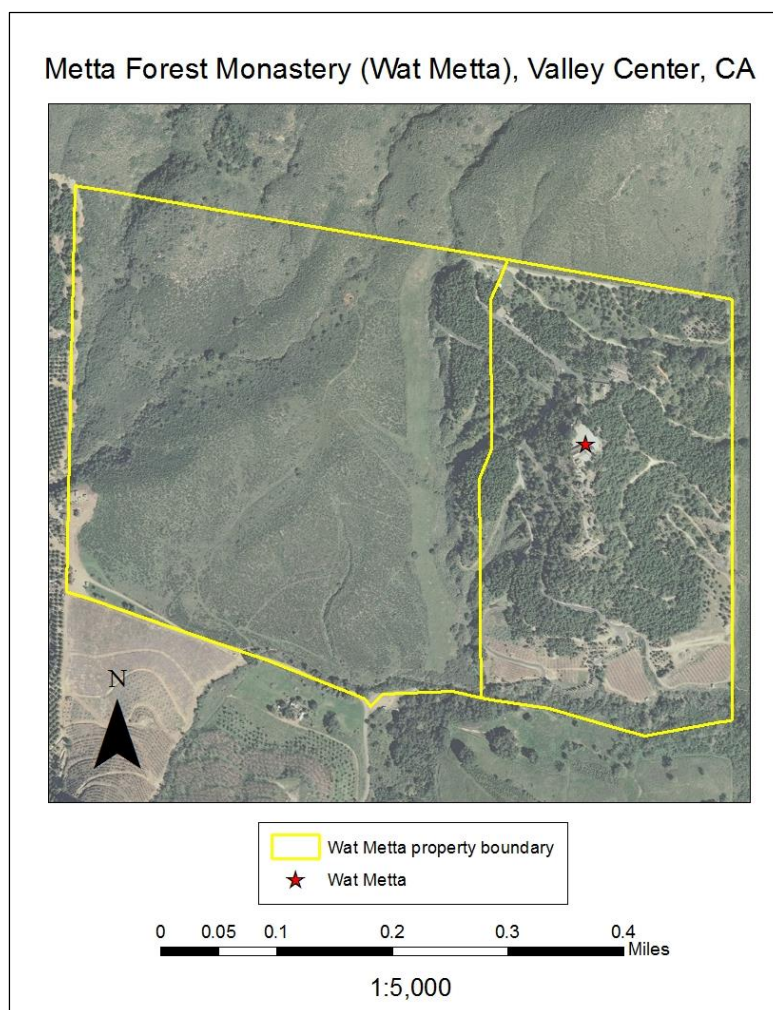 Metta Forest Monastery (Wat Metta), Valley Center, CA
N
Wat Metta property boundary
Wat Metta
0 0.05 0.1 0.2 0.3 0.4
Miles
1:5,000